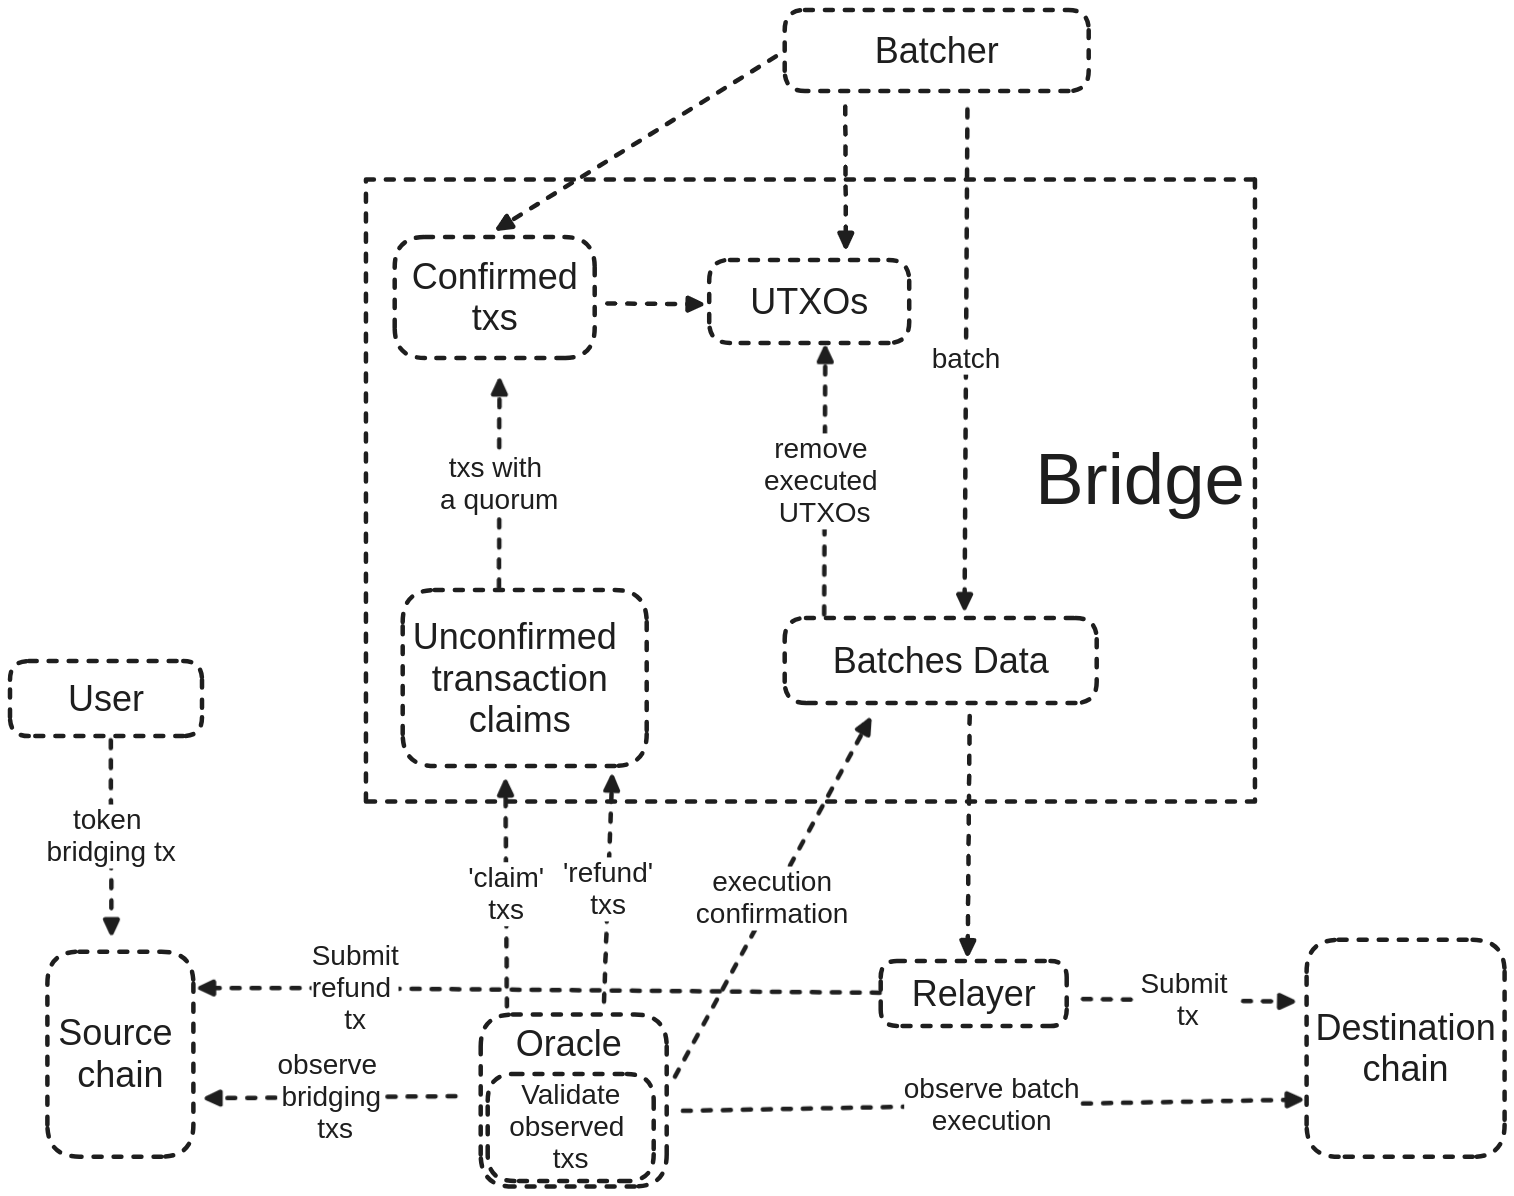 Batcher
Confirmed
txs
UTXOs
batch
txs with
a quorum
remove
executed
UTXOs
Bridge
Unconfirmed
transaction
claims
Batches Data
User
token
bridging tx
'claim'
txs
'refund'
txs
execution
confirmation
Submit
refund
tx
Relayer
Submit
tx
Source
chain
Oracle
Destination
chain
observe
bridging
txs
Validate
observed
txs
observe batch
execution